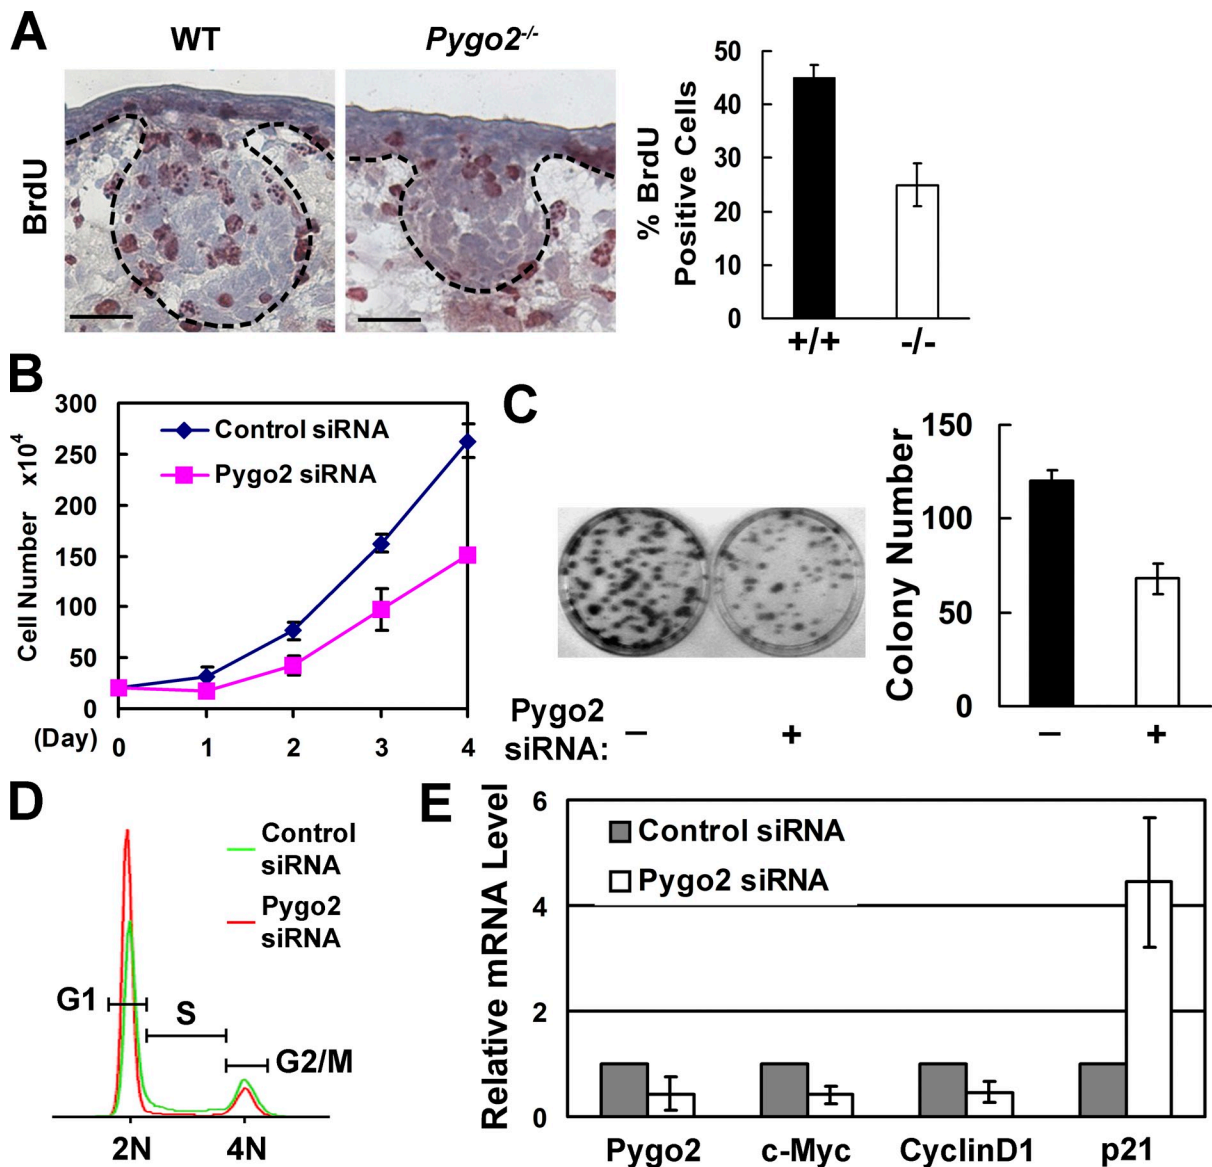 A
WT
Pygo2-/-
BrdU
% BrdU
Positive Cells
50
40
30
20
10
0
+/+
-/-
B
300
250
200
150
100
50
0
Cell Number x104
Control siRNA
Pygo2 siRNA
(Day)
0 1 2 3 4
C
Pygo2
siRNA:
–
+
Colony Number
150
100
50
0
–
+
D
Control
siRNA
Pygo2
siRNA
G1
S
G2/M
2N
4N
E
Relative mRNA Level
6
4
2
0
Control siRNA
Pygo2 siRNA
Pygo2
c-Myc
CyclinD1
p21